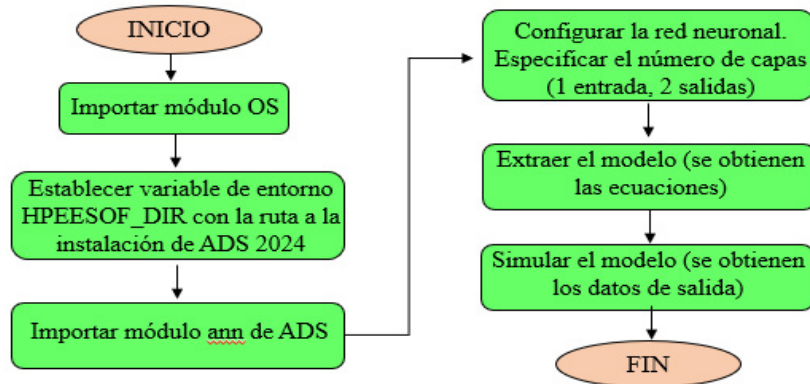 INICIO
Importar módulo OS
Establecer variable de entorno
HPEESOF_DIR con la ruta a la
instalación de ADS 2024
Importar módulo ann de ADS
Configurar la red neuronal.
Especificar el número de capas
(1 entrada, 2 salidas)
Extraer el modelo (se obtienen
las ecuaciones)
Simular el modelo (se obtienen
los datos de salida)
FIN